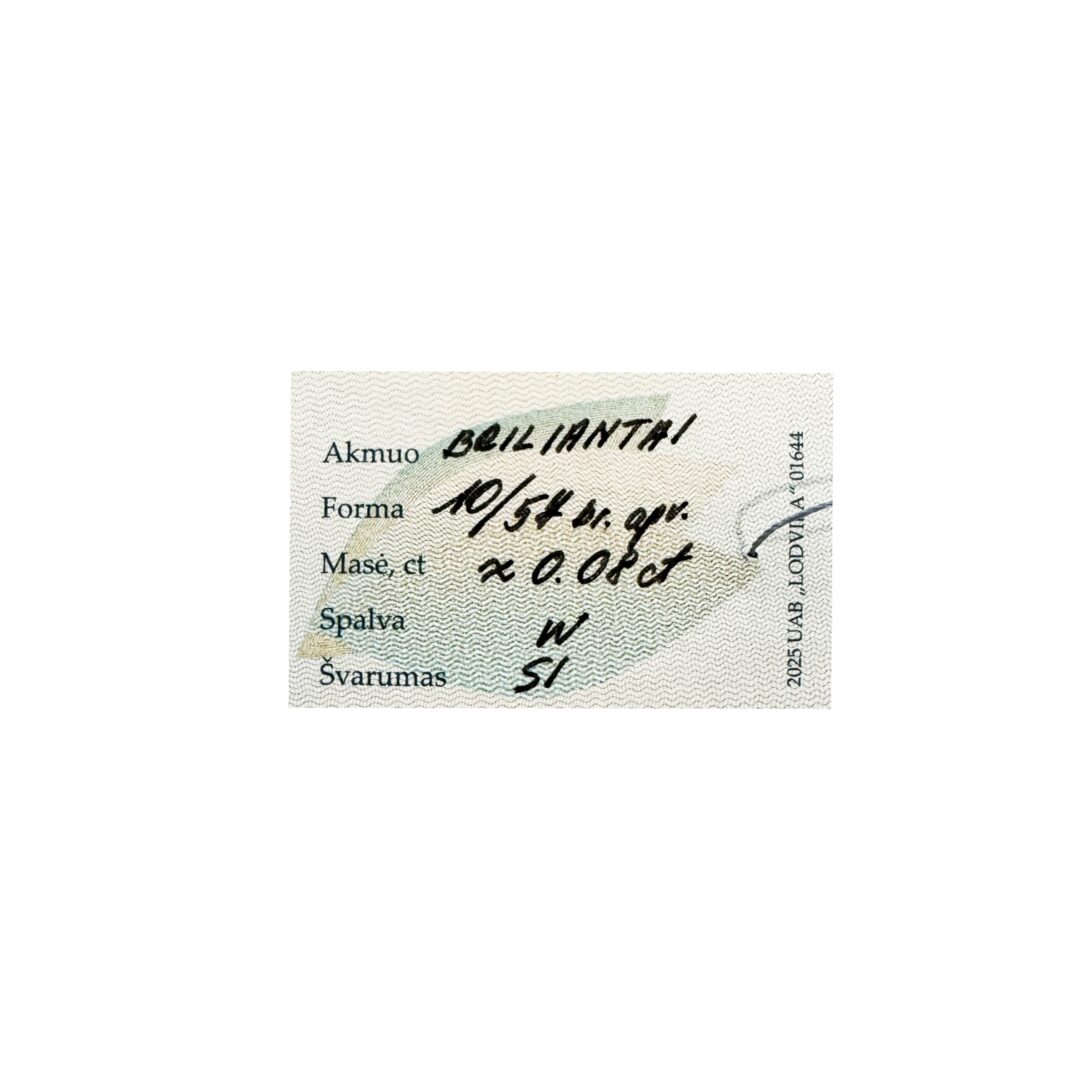 Akmuo BRILIANTAI
Forma 10/57 br. apv.
Masė, ct ≈ 0.08 ct
Spalva W
Švarumas SI
2025 UAB „LODVILA“ 01644